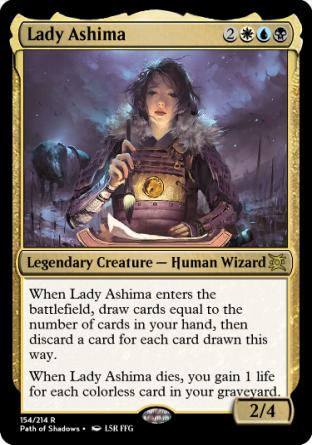 Lady Ashima 2
Legendary Creature — Human Wizard
When Lady Ashima enters the
battlefield, draw cards equal to the
number of cards in your hand, then
discard a card for each card drawn this
way.
When Lady Ashima dies, you gain 1 life
for each colorless card in your graveyard.
2/4
154/214 R
Path of Shadows • LSR FFG